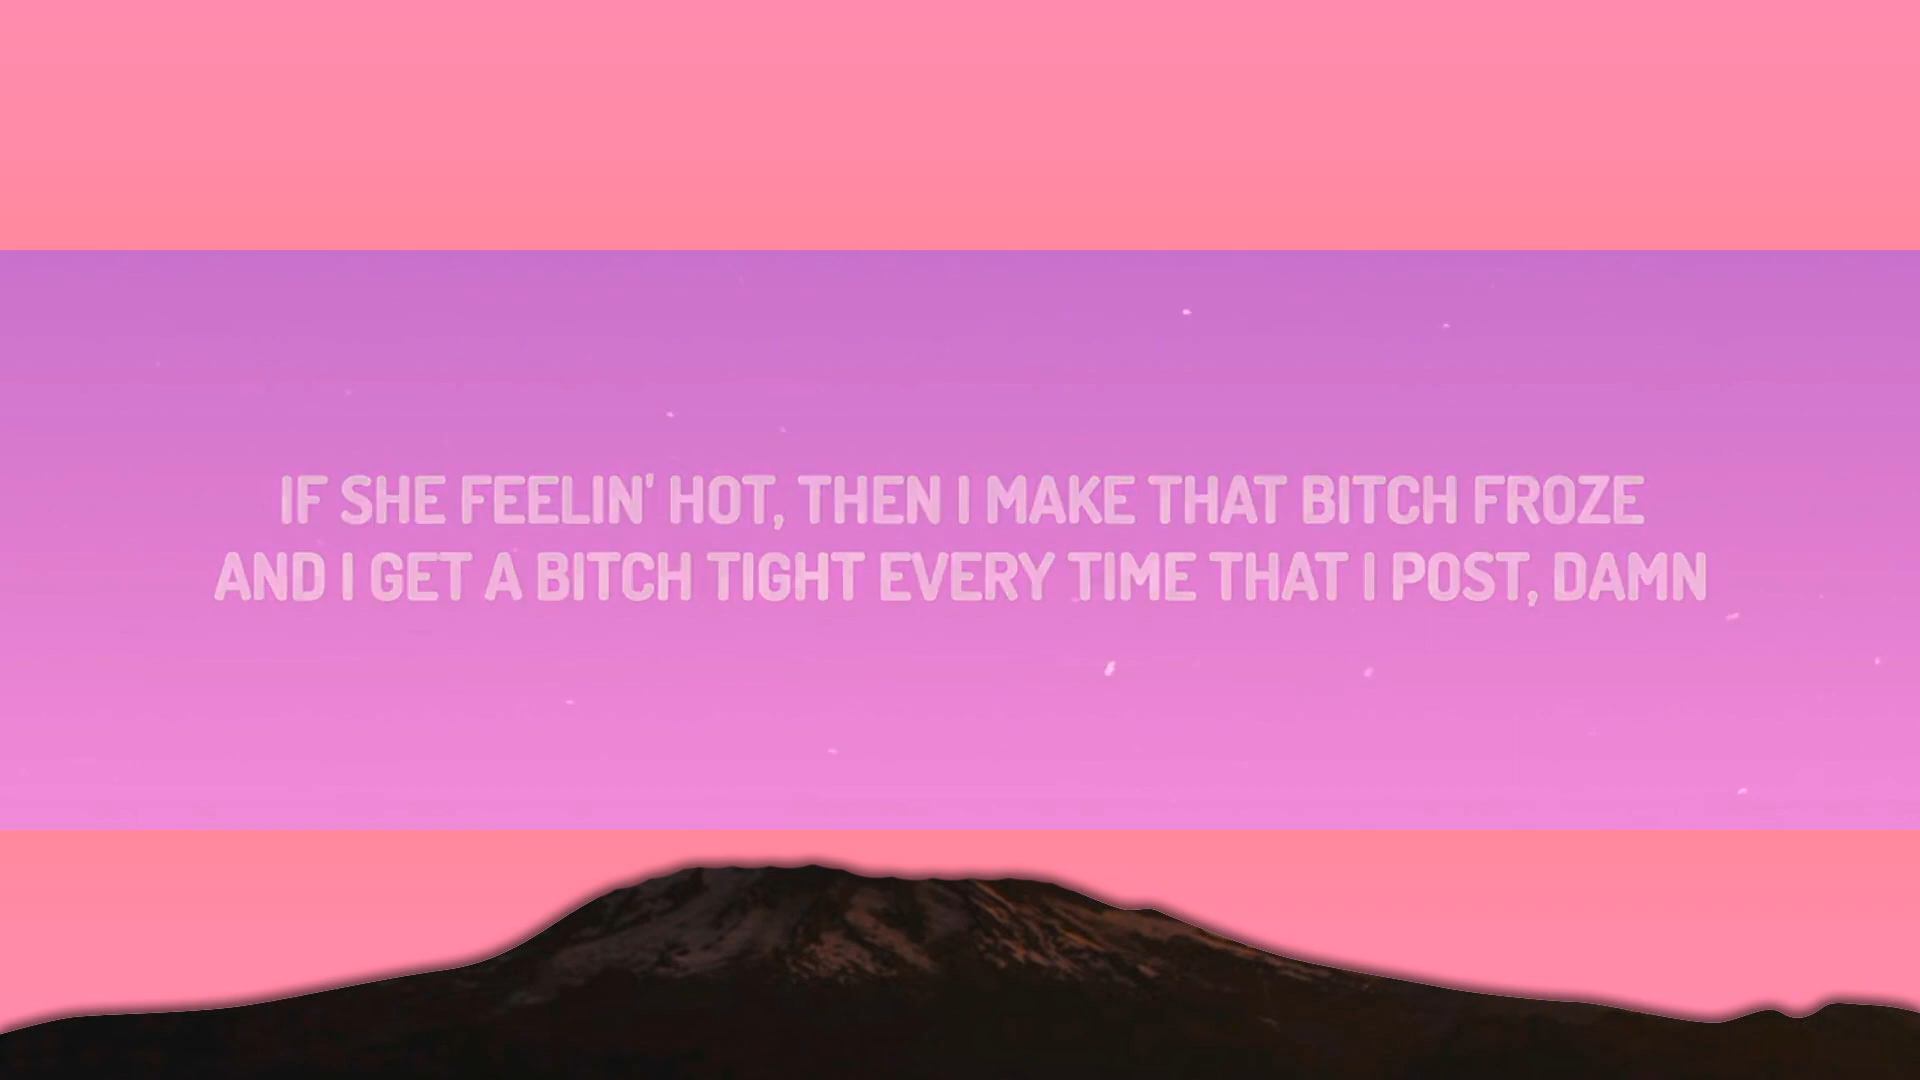 IF SHE FEELIN' HOT, THEN I MAKE THAT BITCH FROZE
AND I GET A BITCH TIGHT EVERY TIME THAT I POST, DAMN